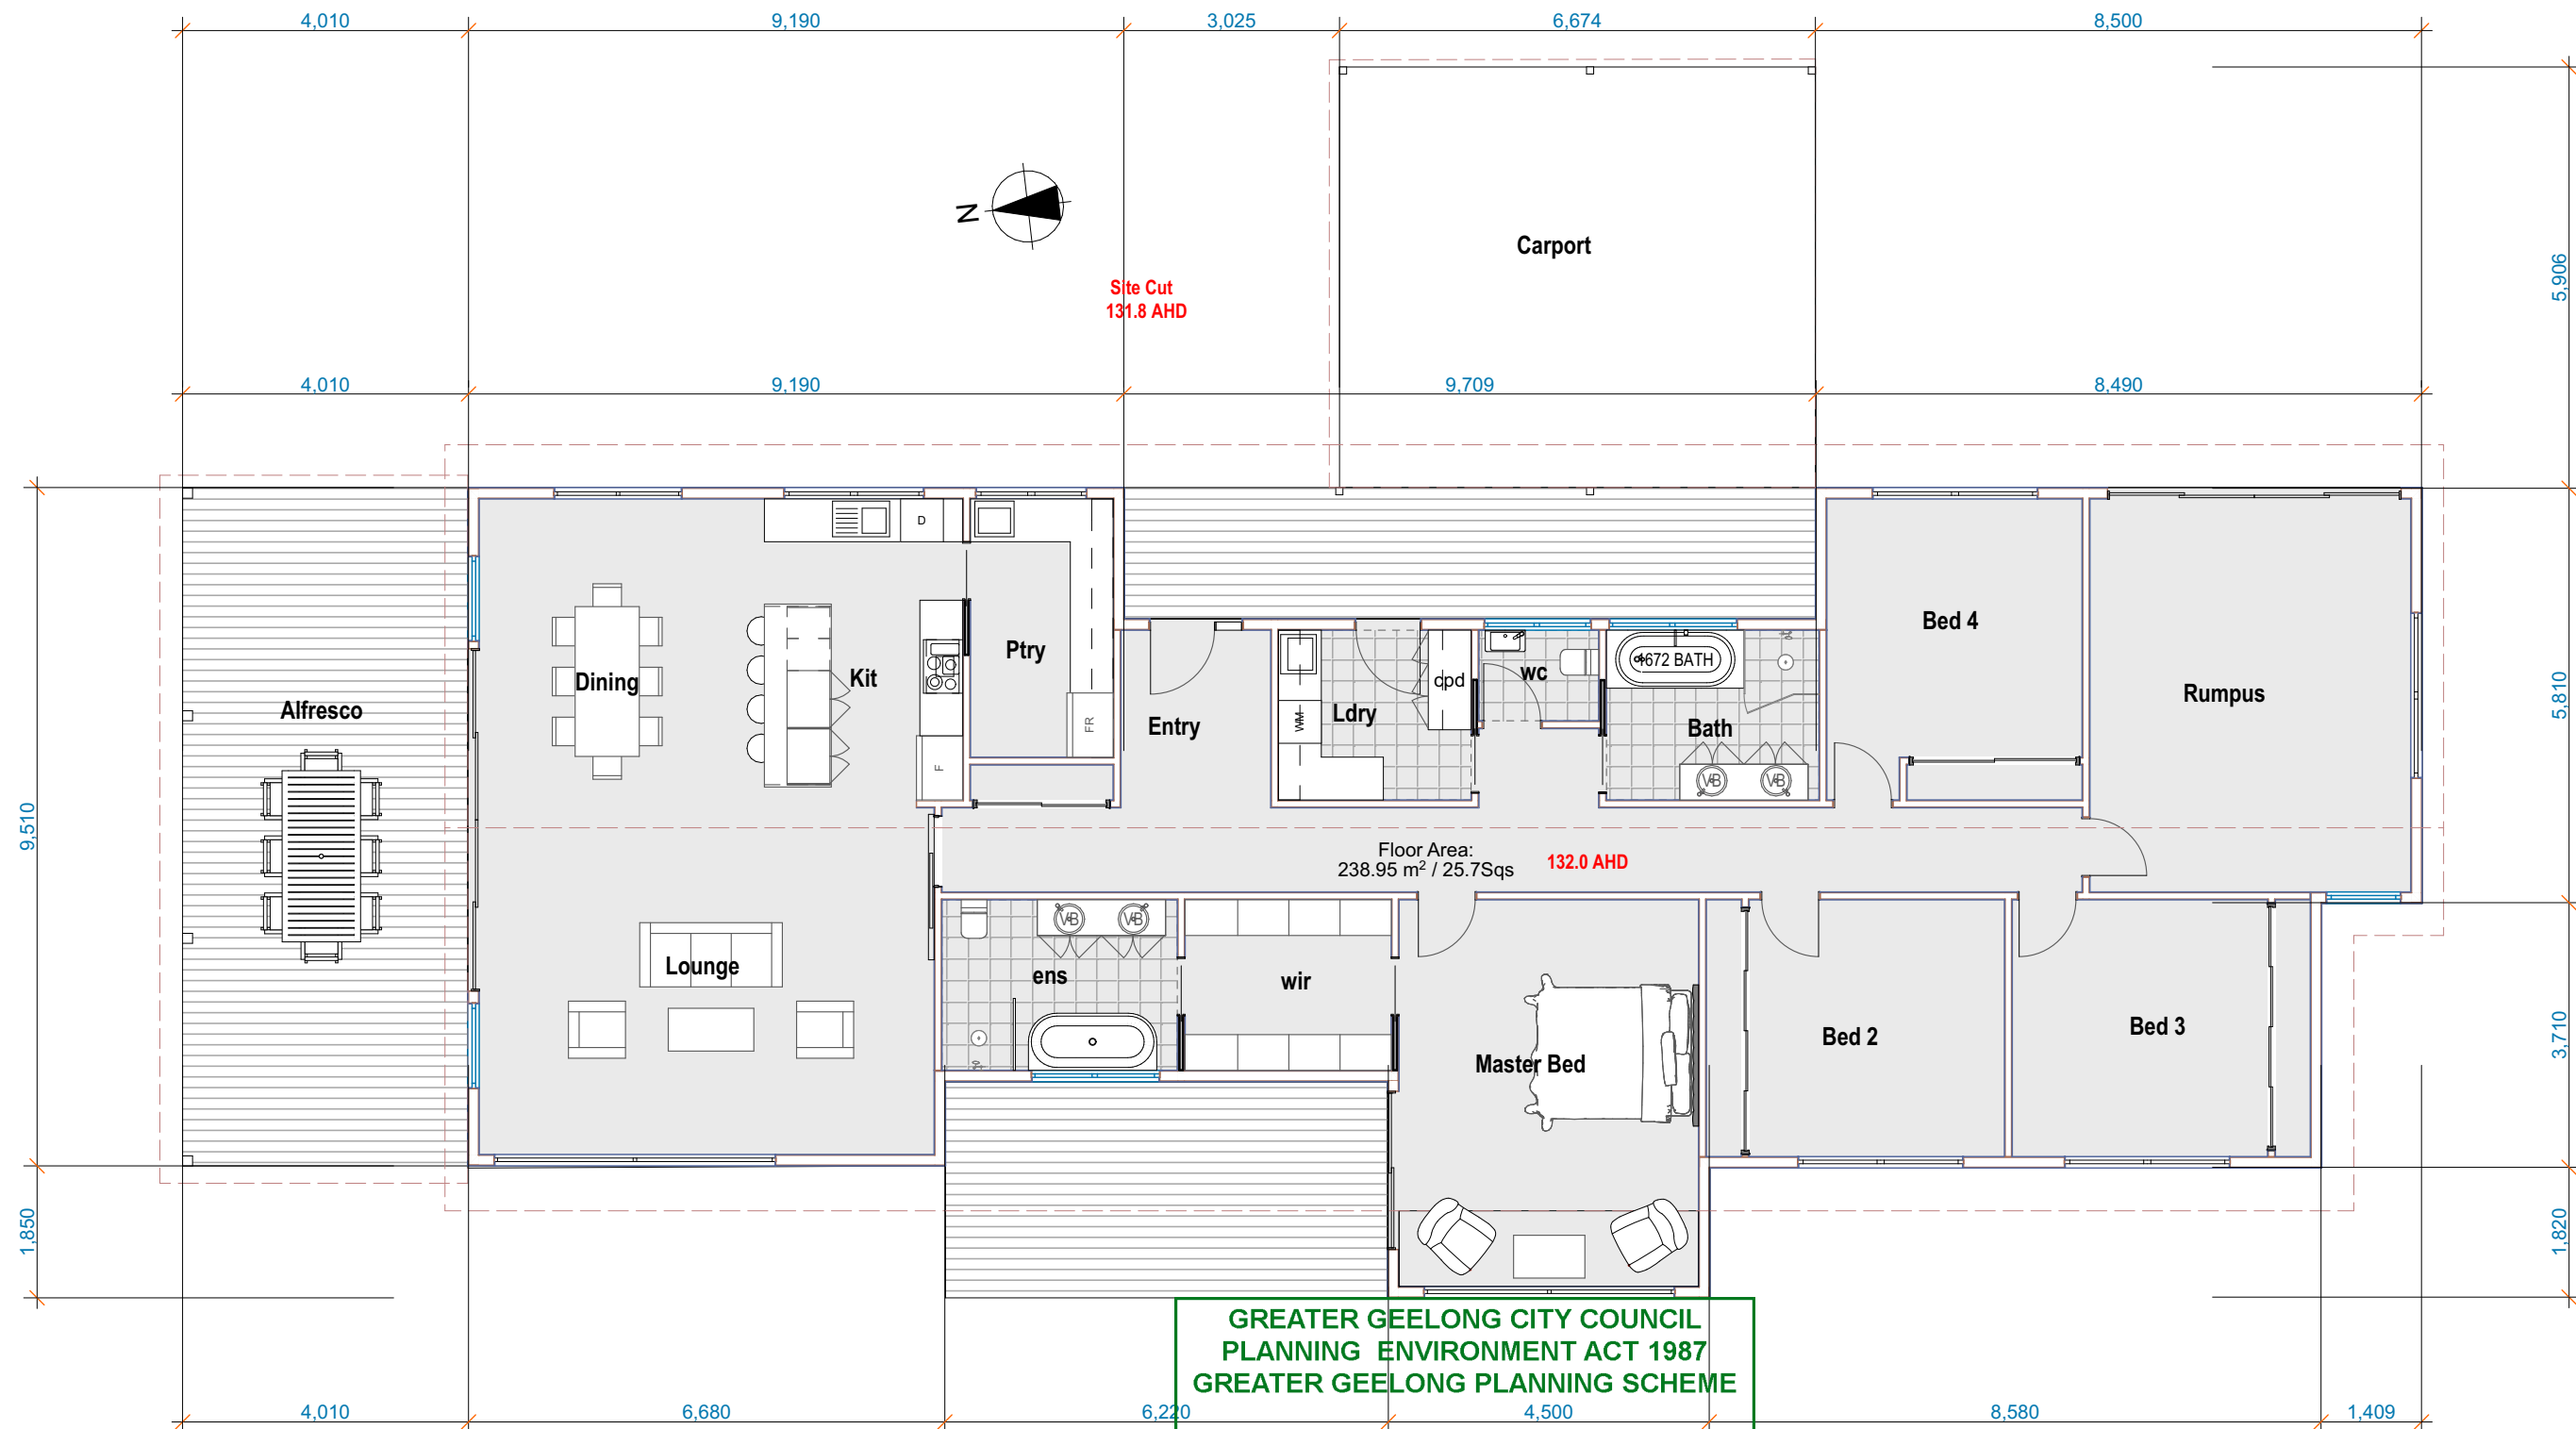 4,010
9,190
3,025
6,674
8,500
5,906
Carport
N
Site Cut
131.8 AHD
4,010
9,190
9,709
8,490
D
Bed 4
Ptry
Kit
Dining
1672 BATH
wc
cpd
Rumpus
Alfresco
Entry
Ldry
WM
FR
Bath
5,810
F
VB
VB
9,510
Floor Area:
238.95 m² / 25.7Sqs
132.0 AHD
VB
VB
Lounge
ens
wir
Bed 3
Bed 2
3,710
Master Bed
1,850
1,820
GREATER GEELONG CITY COUNCIL
PLANNING ENVIRONMENT ACT 1987
GREATER GEELONG PLANNING SCHEME
4,010
6,680
6,220
4,500
8,580
1,409